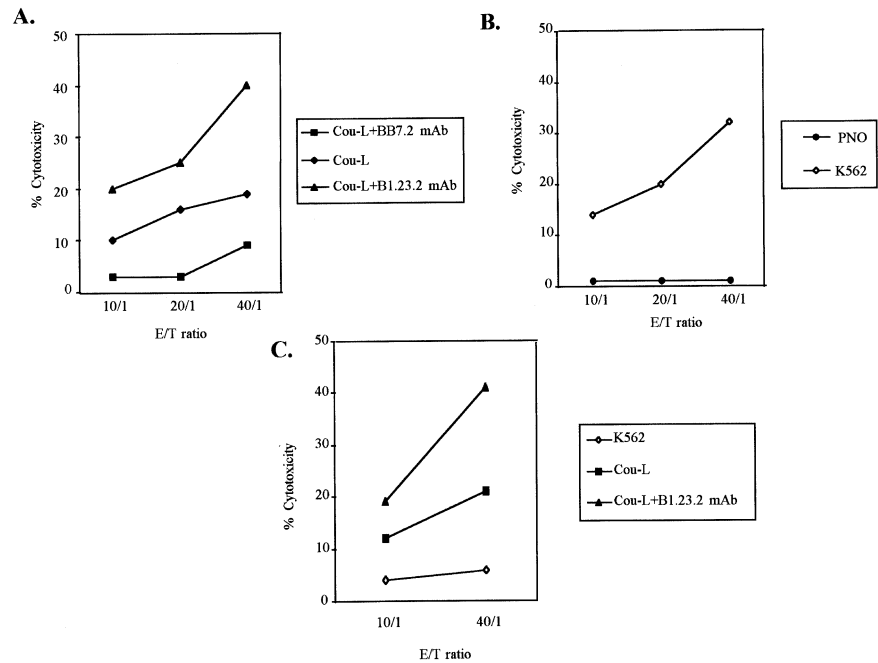 A.
50
40
30
20
10
0
% Cytotoxicity
10/1 20/1 40/1
E/T ratio
Cou-L+BB7.2 mAb
Cou-L
Cou-L+B1.23.2 mAb
B.
50
40
30
20
10
0
% Cytotoxicity
10/1 20/1 40/1
E/T ratio
PNO
K562
C.
50
40
30
20
10
0
% Cytotoxicity
10/1 40/1
E/T ratio
K562
Cou-L
Cou-L+B1.23.2 mAb